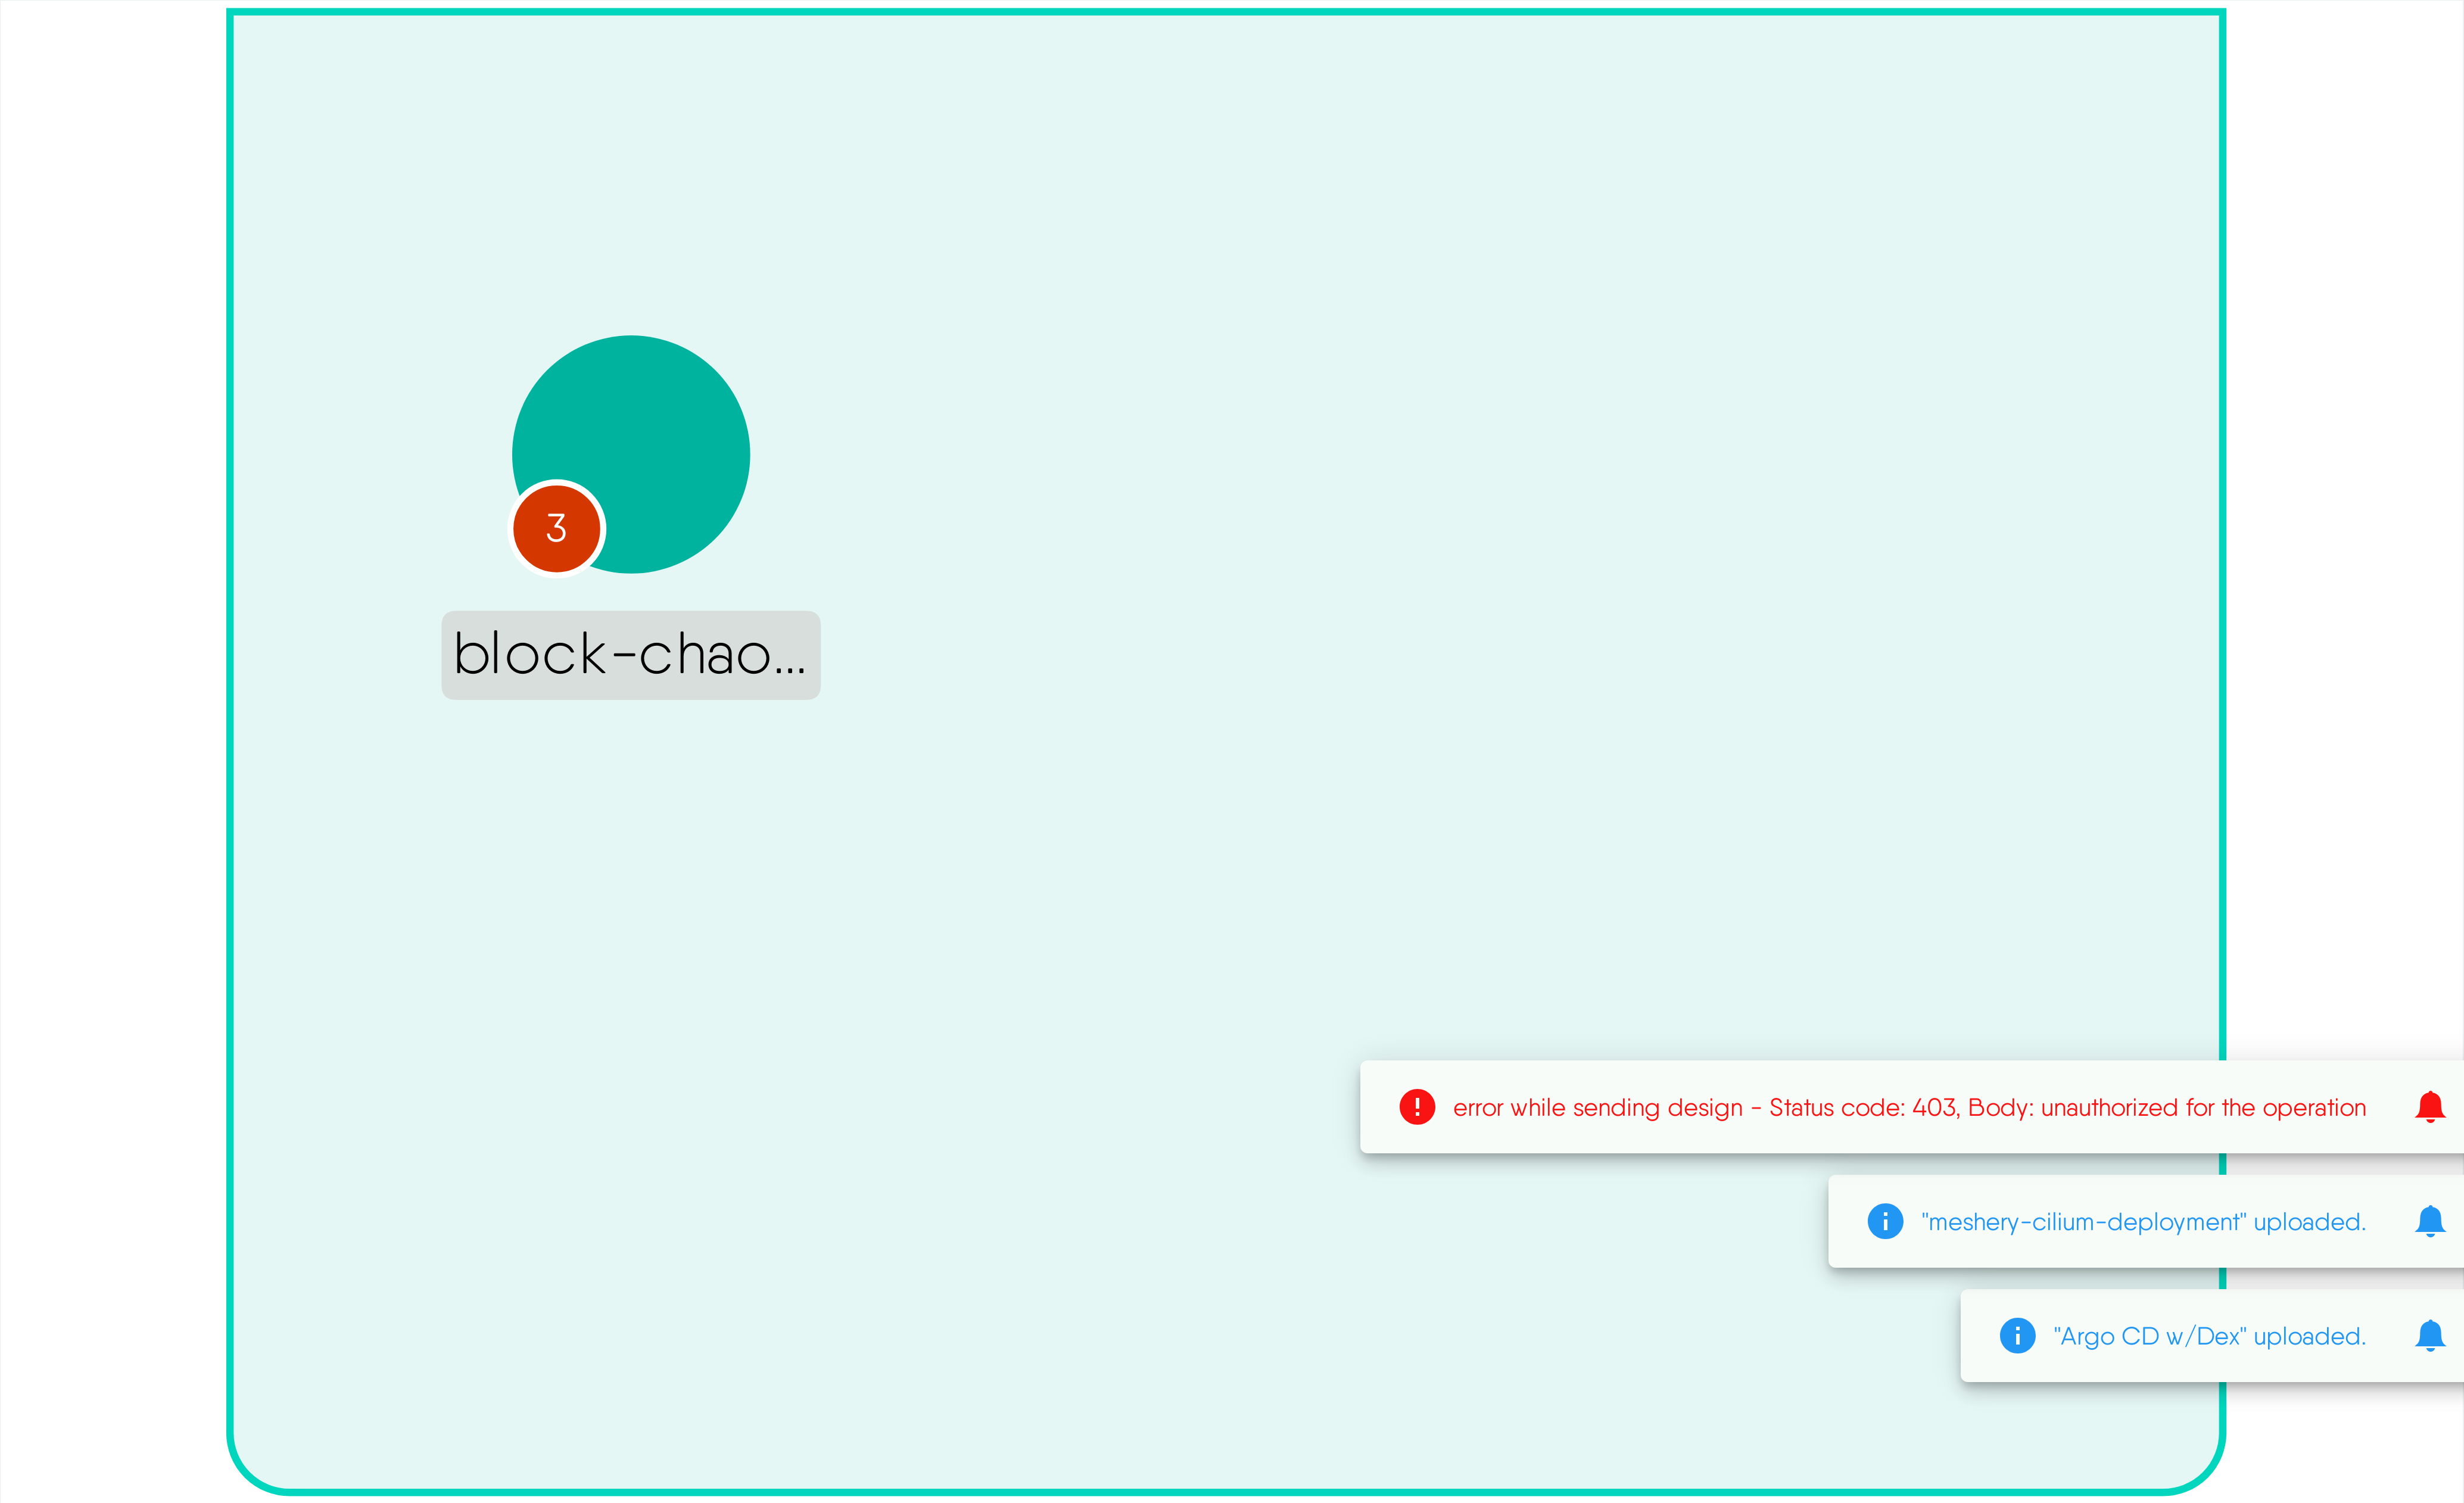 3
block-chao...
error while sending design - Status code: 403, Body: unauthorized for the operation
"meshery-cilium-deployment" uploaded.
"Argo CD w/Dex" uploaded.